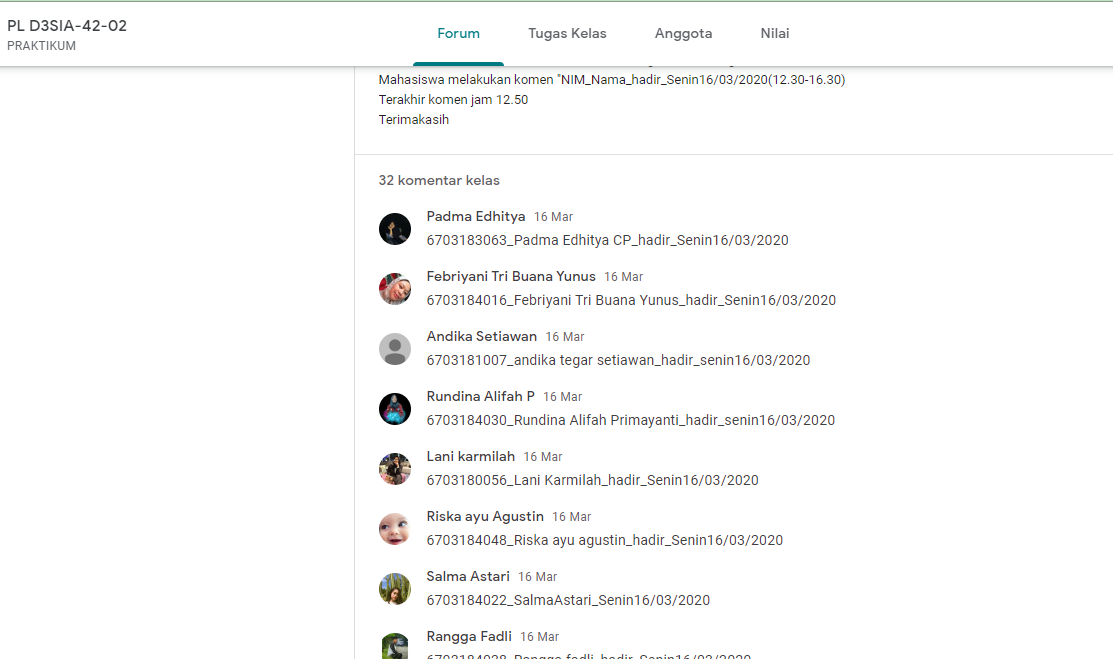 PL D3SIA-42-02
PRAKTIKUM
Forum
Tugas Kelas
Anggota
Nilai
Mahasiswa melakukan komen "NIM_Nama_hadir_Senin16/03/2020(12.30-16.30)
Terakhir komen jam 12.50
Terimakasih
32 komentar kelas
Padma Edhitya 16 Mar
6703183063_Padma Edhitya CP_hadir_Senin16/03/2020
Febriyani Tri Buana Yunus 16 Mar
6703184016_Febriyani Tri Buana Yunus_hadir_Senin16/03/2020
Andika Setiawan 16 Mar
6703181007_andika tegar setiawan_hadir_senin16/03/2020
Rundina Alifah P 16 Mar
6703184030_Rundina Alifah Primayanti_hadir_senin16/03/2020
Lani karmilah 16 Mar
6703180056_Lani Karmilah_hadir_Senin16/03/2020
Riska ayu Agustin 16 Mar
6703184048_Riska ayu agustin_hadir_Senin16/03/2020
Salma Astari 16 Mar
6703184022_SalmaAstari_Senin16/03/2020
Rangga Fadli 16 Mar